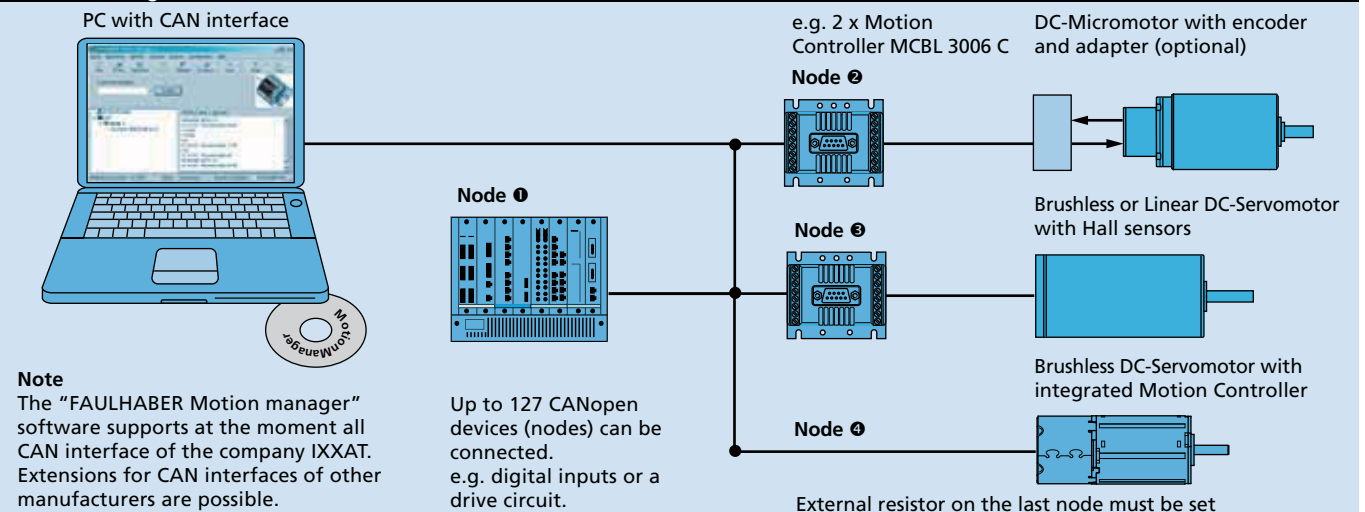 PC with CAN interface
e.g. 2 x Motion
Controller MCBL 3006 C
DC-Micromotor with encoder
and adapter (optional)
Node ❷
Node ❶
Brushless or Linear DC-Servomotor
with Hall sensors
Node ❸
MotionManager
Brushless DC-Servomotor with
integrated Motion Controller
Note
The “FAULHABER Motion manager”
software supports at the moment all
CAN interface of the company IXXAT.
Extensions for CAN interfaces of other
manufacturers are possible.
Up to 127 CANopen
devices (nodes) can be
connected.
e.g. digital inputs or a
drive circuit.
Node ❹
External resistor on the last node must be set